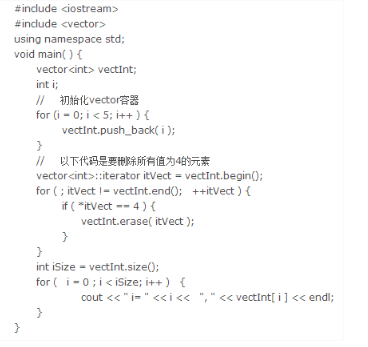 #include <iostream>
#include <vector>
using namespace std;
void main( ) {
vector<int> vectInt;
int i;
// 初始化vector容器
for (i = 0; i < 5; i++ ) {
vectInt.push_back( i );
}
// 以下代码是要删除所有值为4的元素
vector<int>::iterator itVect = vectInt.begin();
for ( ; itVect != vectInt.end(); ++itVect ) {
if ( *itVect == 4 ) {
vectInt.erase( itVect );
}
}
int iSize = vectInt.size();
for ( i = 0 ; i < iSize; i++ ) {
cout << " i= " << i << ", " << vectInt[ i ] << endl;
}
}